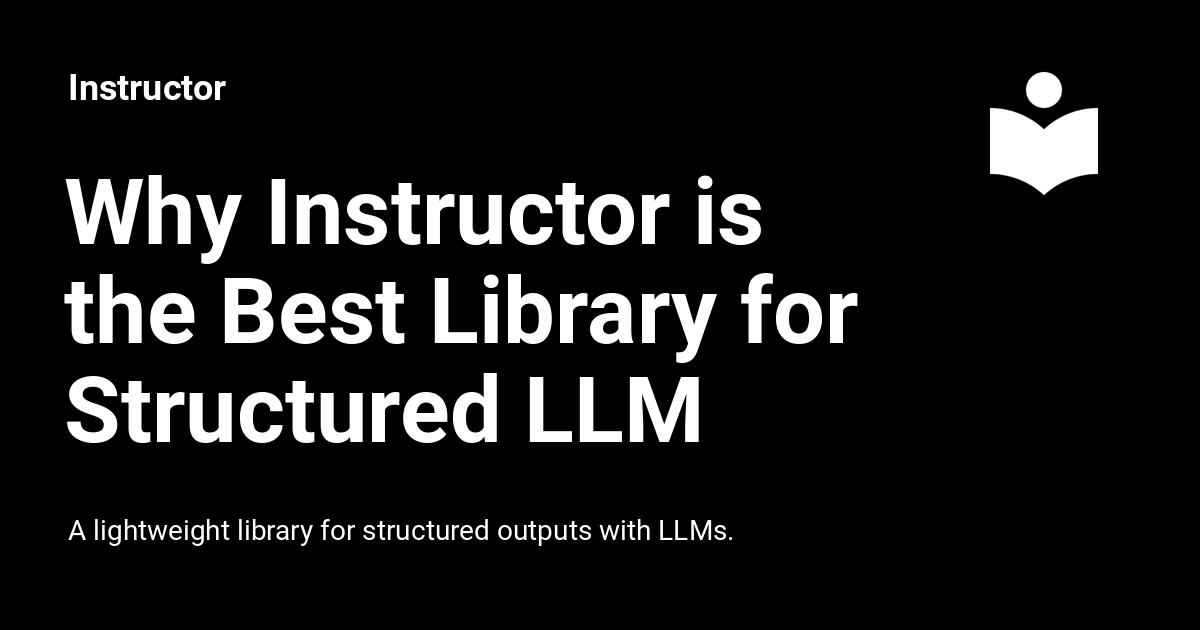 Instructor
Why Instructor is
the Best Library for
Structured LLM
A lightweight library for structured outputs with LLMs.